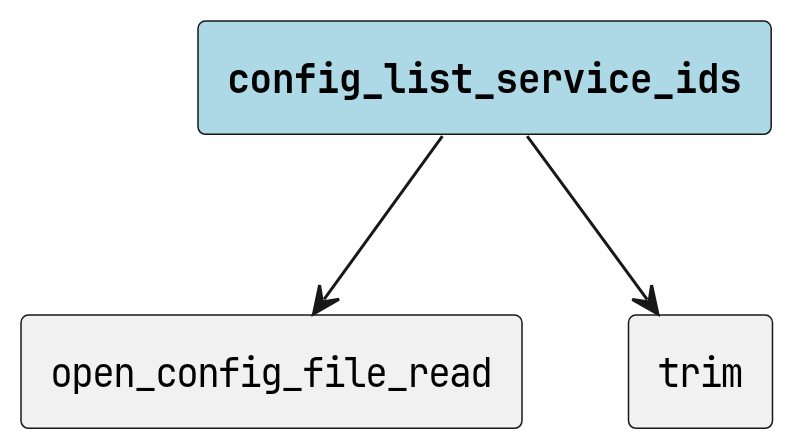 config_list_service_ids
open_config_file_read
trim